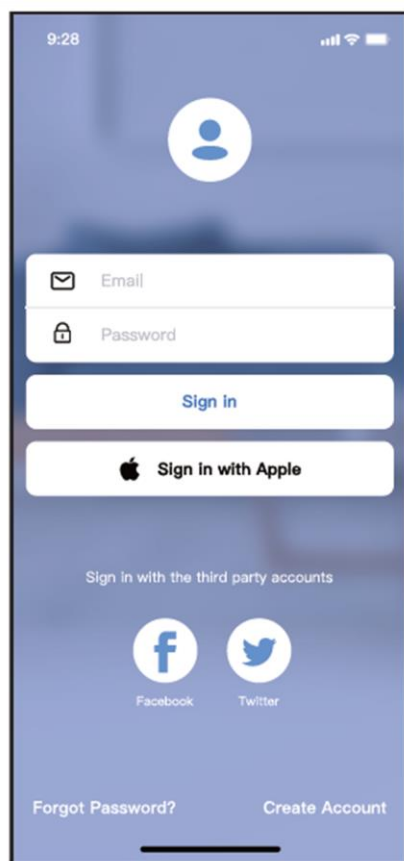 9:28
Email
Password
Sign in
Sign in with Apple
Sign in with the third party accounts
Facebook Twitter
Forgot Password? Create Account